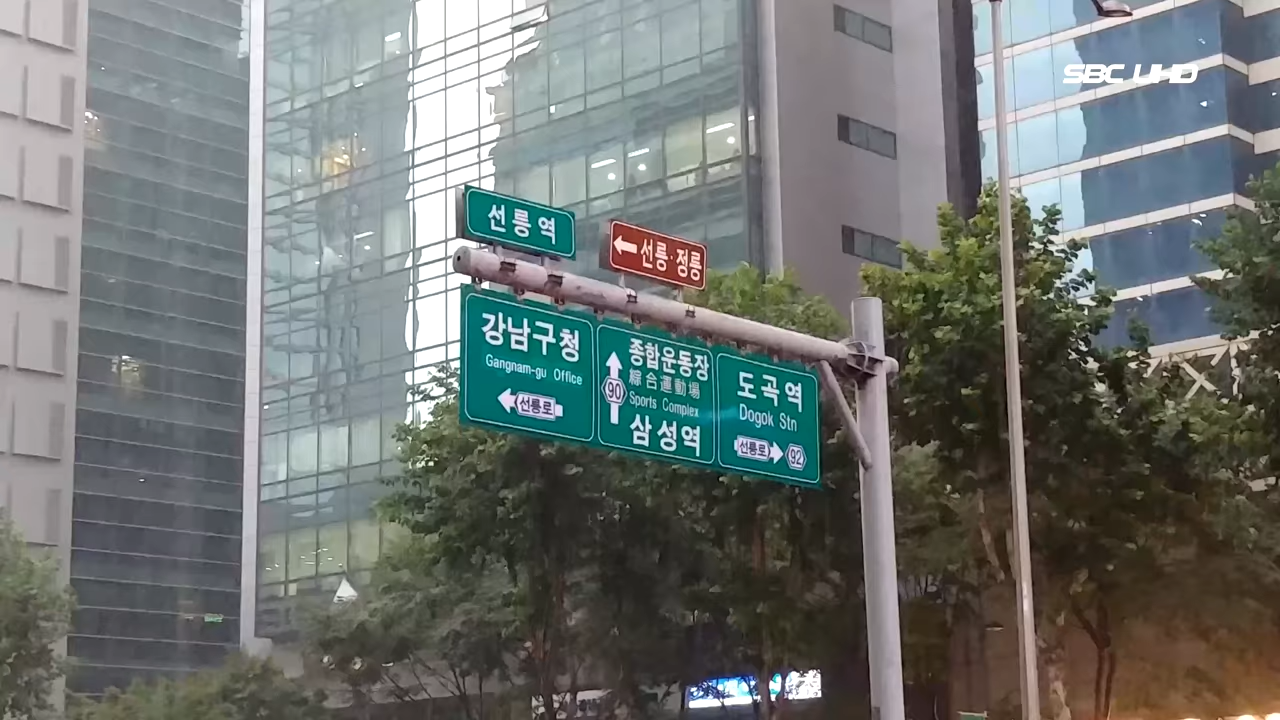 SBC UHD
선릉역
선릉·정릉
강남구청
Gangnam-gu Office
선릉로
종합운동장
綜合運動場
90
Sports Complex
삼성역
도곡역
Dogok Stn
선릉로
92